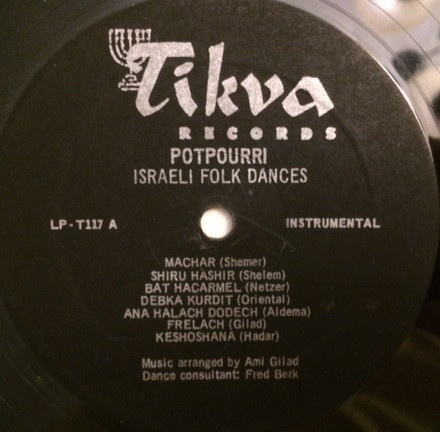 Tikva
RECORDS
POTPOURRI
ISRAELI FOLK DANCES
LP-T117 A
INSTRUMENTAL
MACHAR (Shemer)
SHIRU HASHIR (Shelem)
BAT HACARMEL (Netzer)
DEBKA KURDIT (Oriental)
ANA HALACH DODECH (Aldema)
FRELACH (Gilad)
KESHOSHANA (Hadar)
Music arranged by Ami Gilad
Dance consultant: Fred Berk